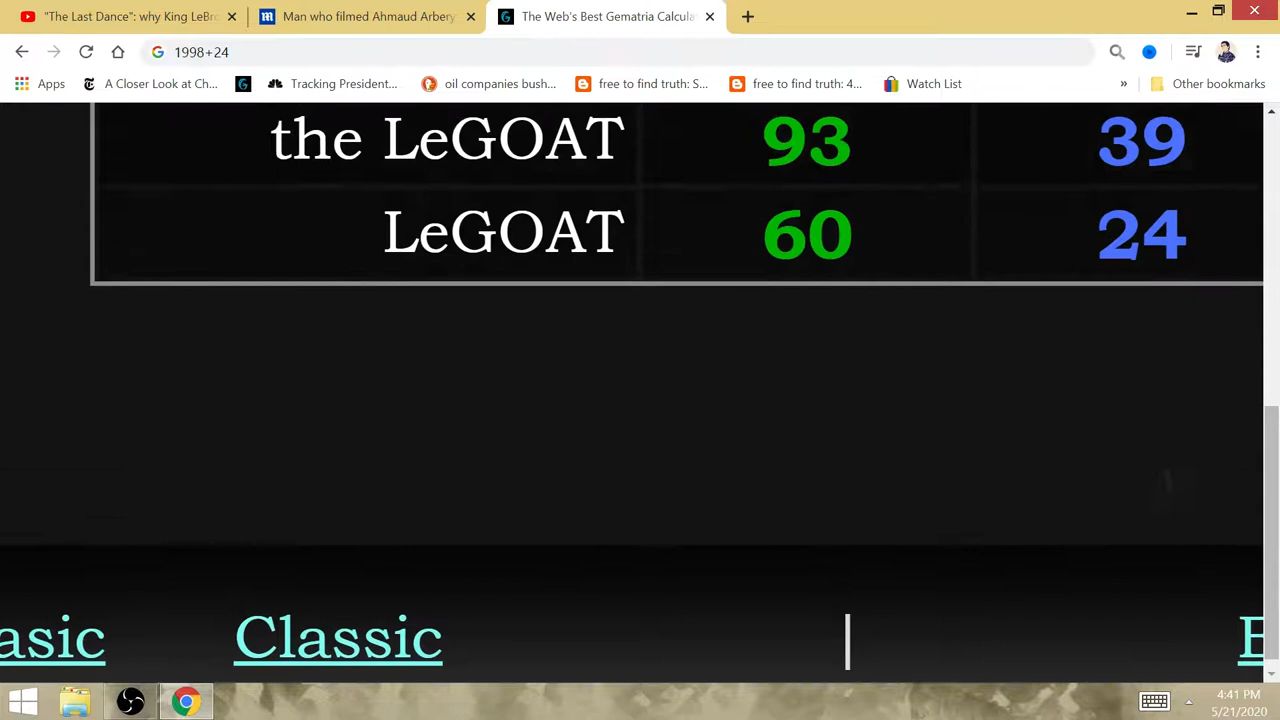 "The Last Dance": why King LeBro
Man who filmed Ahmaud Arbery
The Web's Best Gematria Calcula
1998+24
Apps
A Closer Look at Ch...
Tracking President...
oil companies bush...
free to find truth: S...
free to find truth: 4...
Watch List
»
Other bookmarks
the LeGOAT 93 39
LeGOAT 60 24
asic Classic | E
4:41 PM
5/21/2020